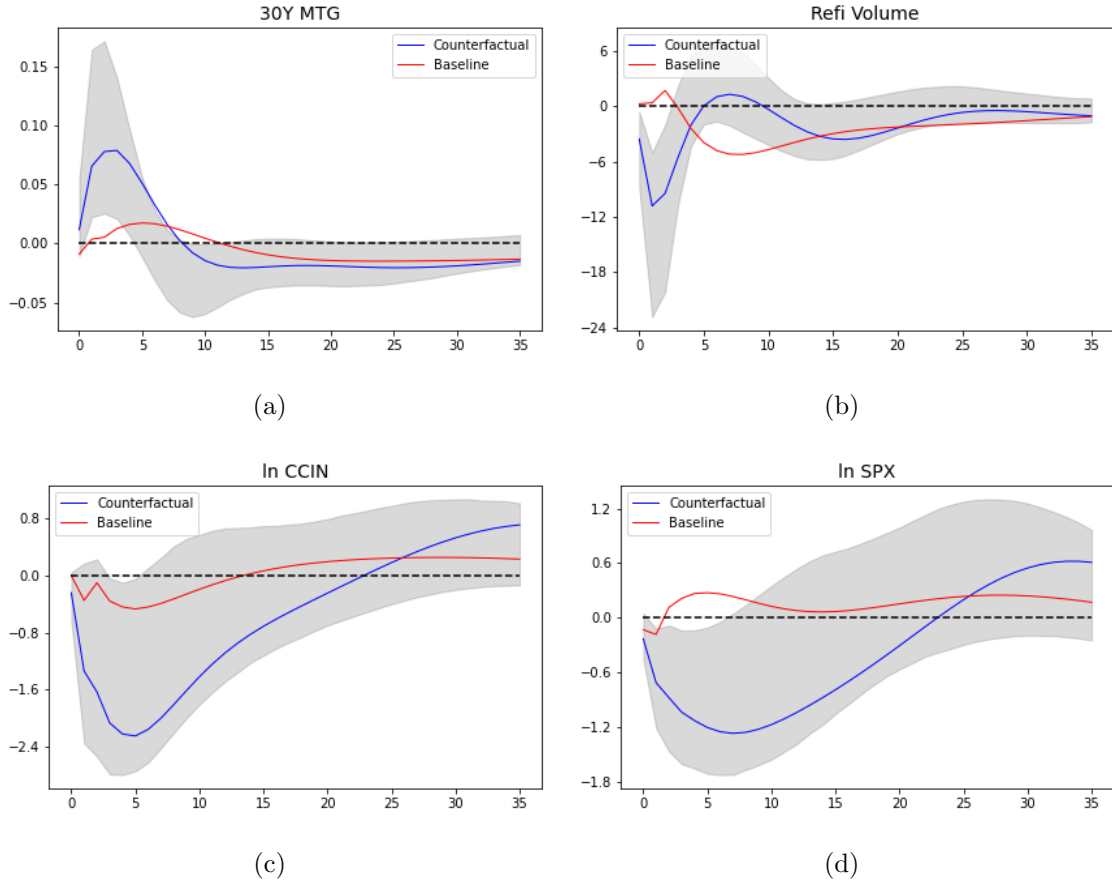 30Y MTG
Counterfactual
Baseline
0.15
0.10
0.05
0.00
−0.05
0 5 10 15 20 25 30 35
(a)
Refi Volume
Counterfactual
Baseline
6
0
−6
−12
−18
−24
0 5 10 15 20 25 30 35
(b)
ln CCIN
Counterfactual
Baseline
0.8
0.0
−0.8
−1.6
−2.4
0 5 10 15 20 25 30 35
(c)
ln SPX
Counterfactual
Baseline
1.2
0.6
0.0
−0.6
−1.2
−1.8
0 5 10 15 20 25 30 35
(d)